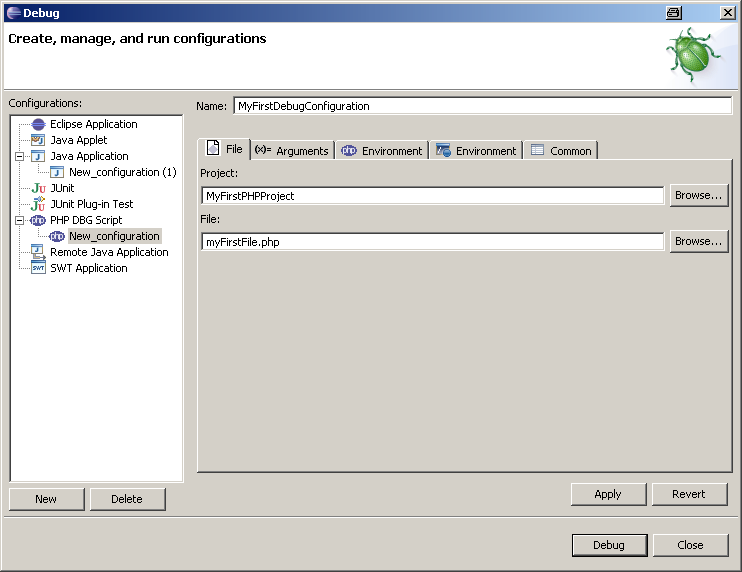 Debug
Create, manage, and run configurations
Configurations:
Name: MyFirstDebugConfiguration
Eclipse Application
Java Applet
Java Application
New_configuration (1)
JUnit
JUnit Plug-in Test
PHP DBG Script
New_configuration
Remote Java Application
SWT Application
File (x)= Arguments Environment Environment Common
Project:
MyFirstPHPProject Browse...
File:
myFirstFile.php Browse...
New Delete
Apply Revert
Debug Close